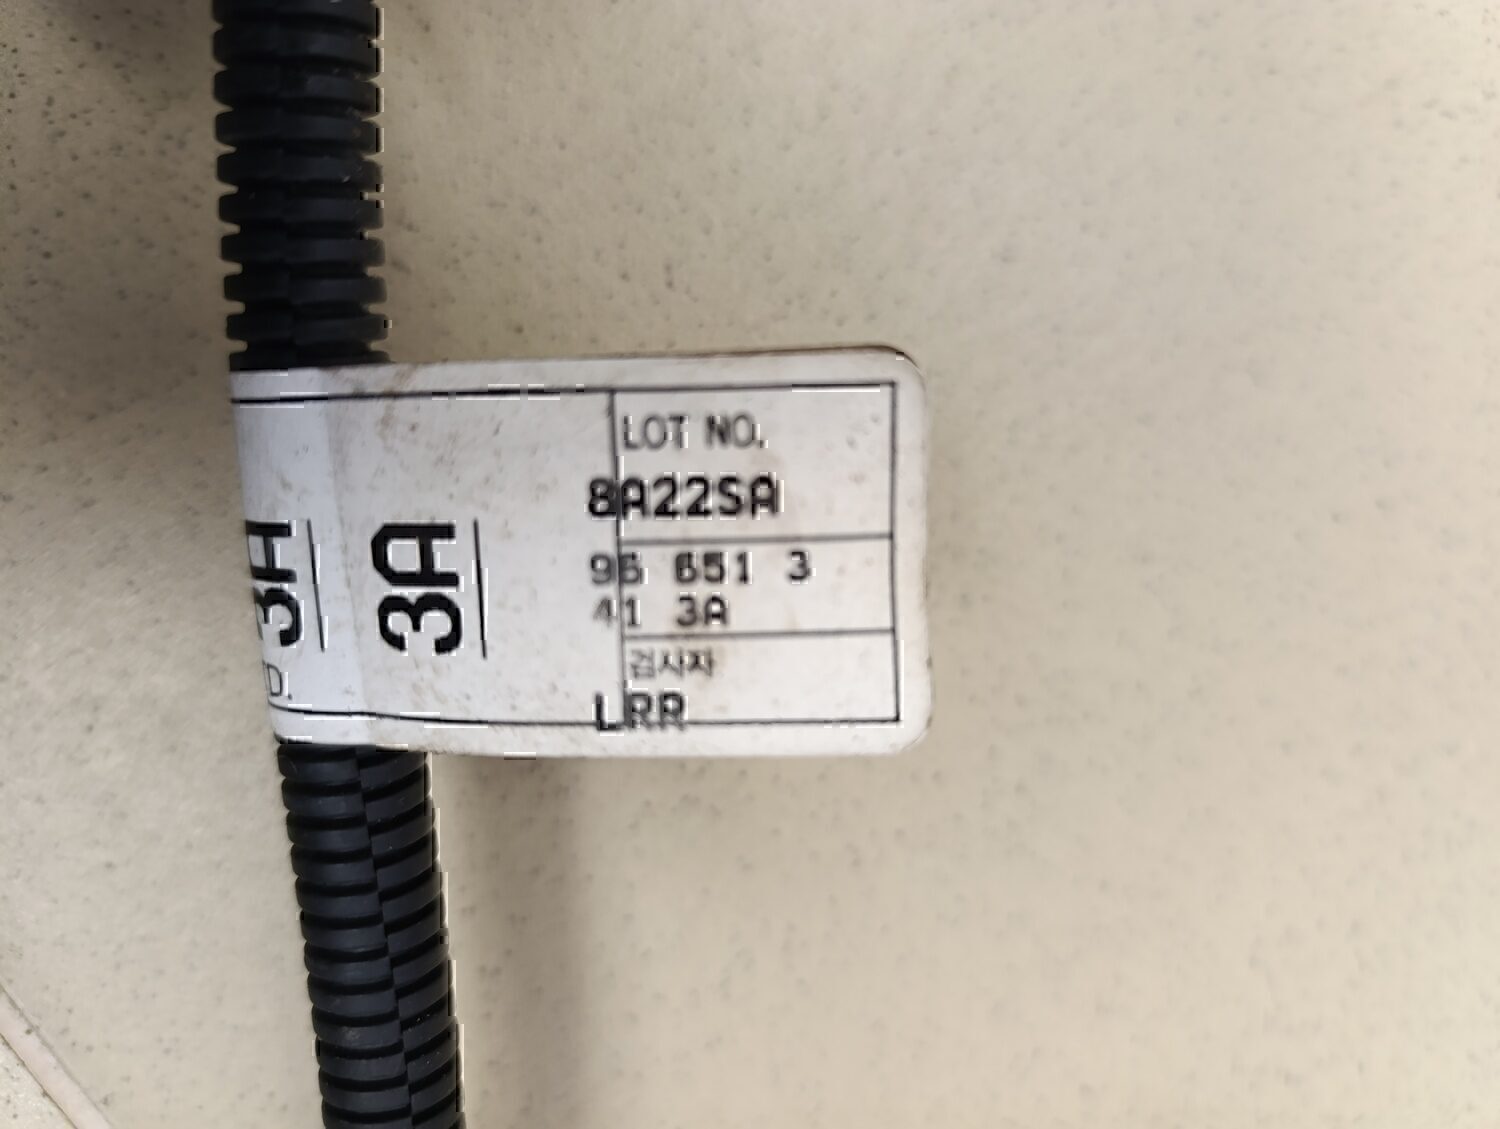 3A
3A
LOT NO.
8A22SA
96 651 3
41 3A
검사자
LRR